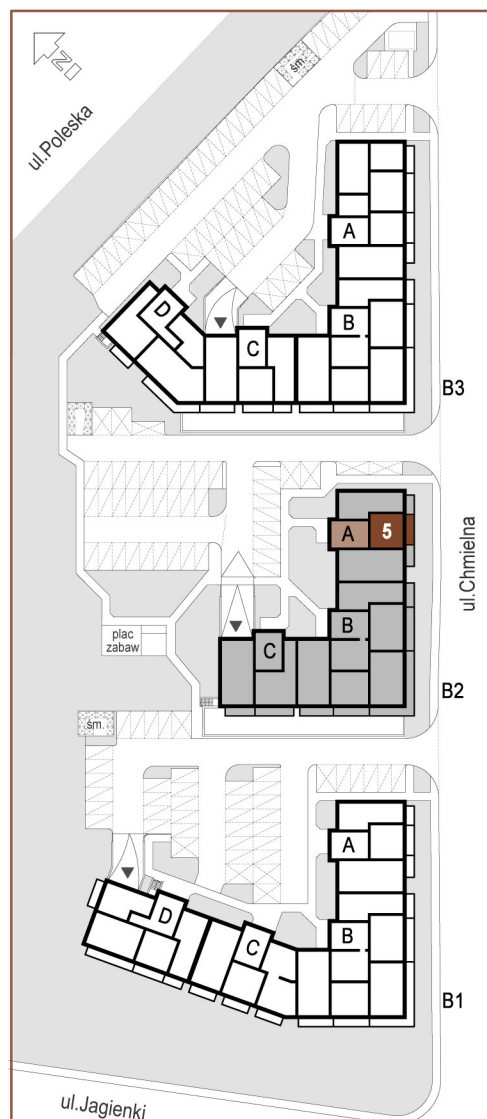 N
ul.Poleska
śm.
A
D
B
C
B3
A 5
ul.Chmielna
B
C
plac
zabaw
B2
śm.
A
D
B
C
B1
ul.Jagienki